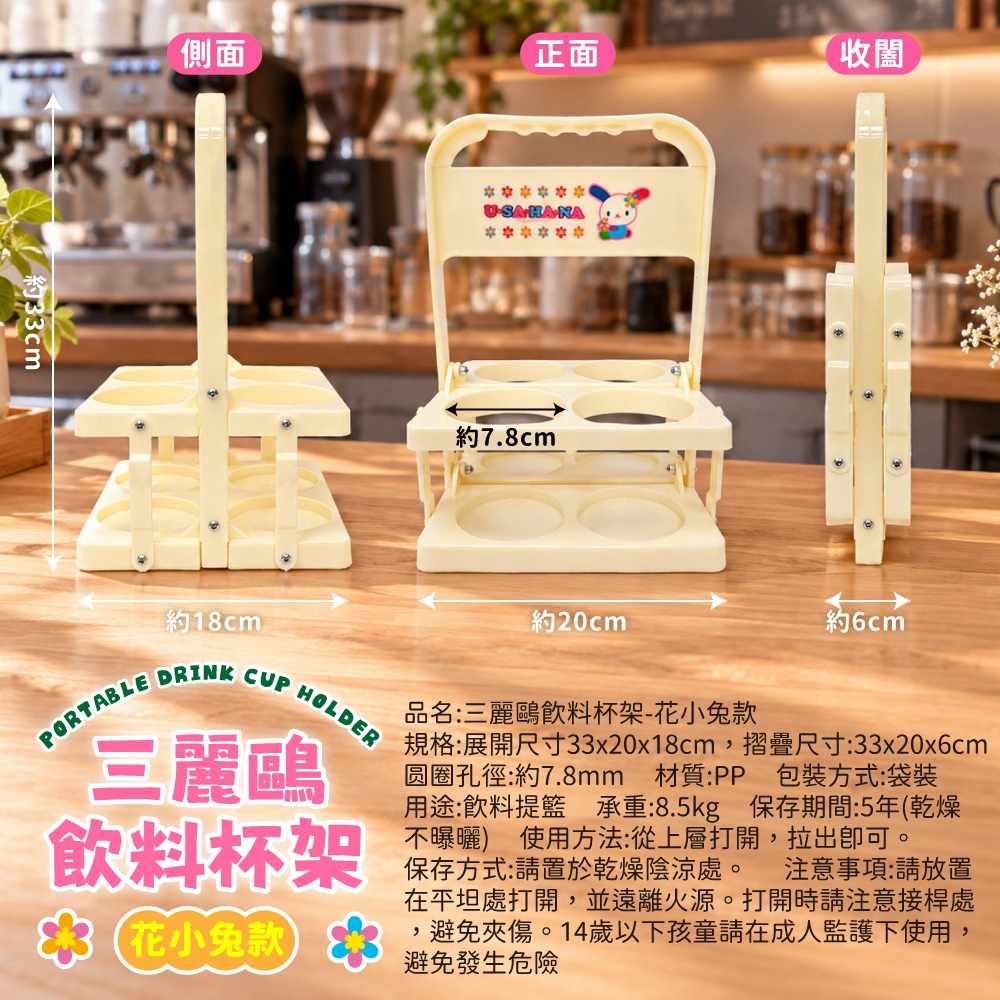 側面
正面
收闔
約33cm
U·SA·HA·NA
約7.8cm
約18cm
約20cm
約6cm
PORTABLE DRINK CUP HOLDER
三麗鷗
飲料杯架
花小兔款
品名:三麗鷗飲料杯架-花小兔款
規格:展開尺寸33x20x18cm,摺疊尺寸:33x20x6cm
圓圈孔徑:約7.8mm 材質:PP 包裝方式:袋裝
用途:飲料提籃 承重:8.5kg 保存期間:5年(乾燥
不曝曬) 使用方法:從上層打開,拉出即可。
保存方式:請置於乾燥陰涼處。 注意事項:請放置
在平坦處打開,並遠離火源。打開時請注意接桿處
,避免夾傷。14歲以下孩童請在成人監護下使用,
避免發生危險